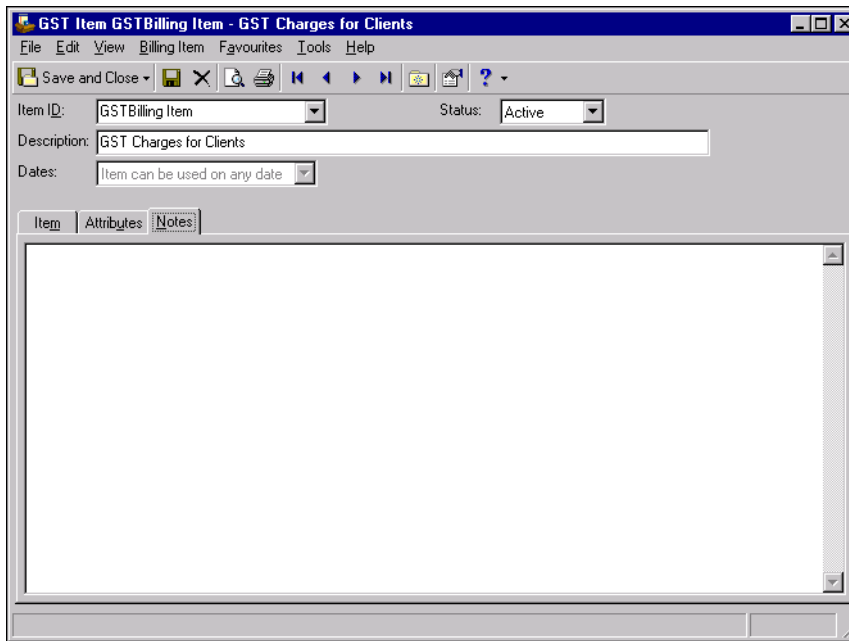 GST Item GSTBilling Item - GST Charges for Clients
File Edit View Billing Item Favourites Tools Help
Save and Close ?
Item ID: GSTBilling Item Status: Active
Description: GST Charges for Clients
Dates: Item can be used on any date
Item Attributes Notes